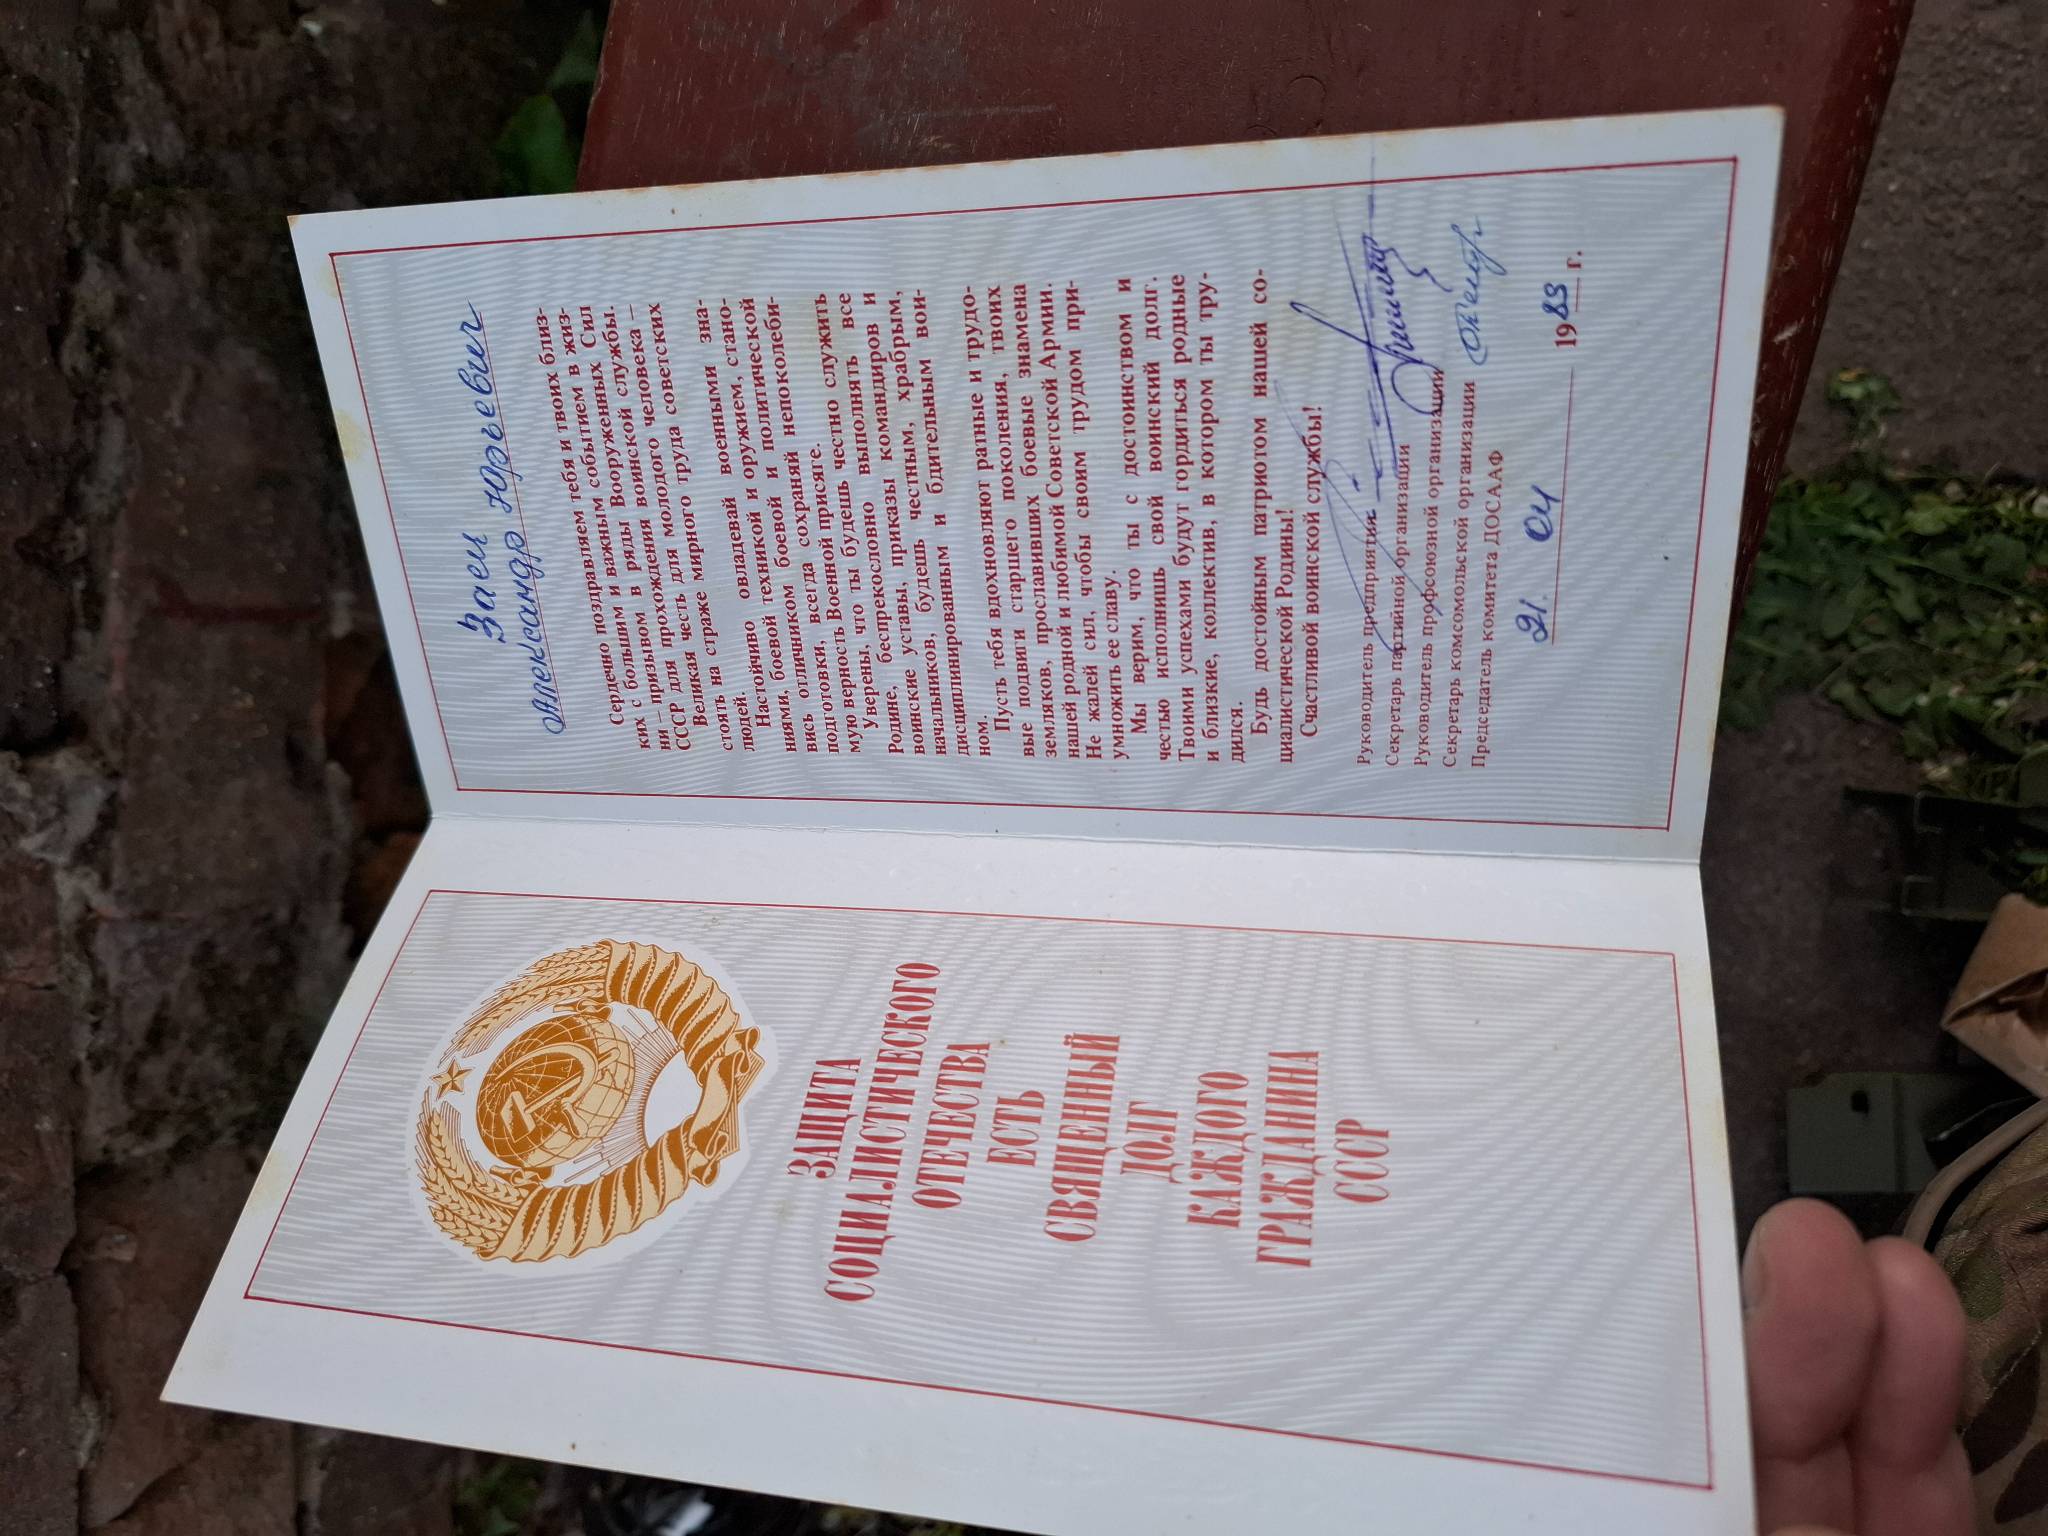 ЗАЩИТА
СОЦИАЛИСТИЧЕСКОГО
ОТЕЧЕСТВА
ЕСТЬ
СВЯЩЕННЫЙ
ДОЛГ
КАЖДОГО
ГРАЖДАНИНА
СССР
Заец
Александр Юрьевич
Сердечно поздравляем тебя и твоих близ-
ких с большим и важным событием в жиз-
ни – призывом в ряды Вооруженных Сил
СССР для прохождения воинской службы.
Великая честь для молодого человека –
стоять на страже мирного труда советских
людей.
Настойчиво овладевай военными зна-
ниями, боевой техникой и оружием, стано-
вись отличником боевой и политической
подготовки, всегда сохраняй непоколеби-
мую верность Военной присяге.
Уверены, что ты будешь честно служить
Родине, беспрекословно выполнять все
воинские уставы, приказы командиров и
начальников, будешь честным, храбрым,
дисциплинированным и бдительным вои-
ном.
Пусть тебя вдохновляют ратные и трудо-
вые подвиги старшего поколения, твоих
земляков, прославивших боевые знамена
нашей родной и любимой Советской Армии.
Не жалей сил, чтобы своим трудом при-
умножить ее славу.
Мы верим, что ты с достоинством и
честью исполнишь свой воинский долг.
Твоими успехами будут гордиться родные
и близкие, коллектив, в котором ты тру-
дился.
Будь достойным патриотом нашей со-
циалистической Родины!
Счастливой воинской службы!
Руководитель предприятия
Секретарь партийной организации
Руководитель профсоюзной организации
Секретарь комсомольской организации
Председатель комитета ДОСААФ
21. 04 1983 г.